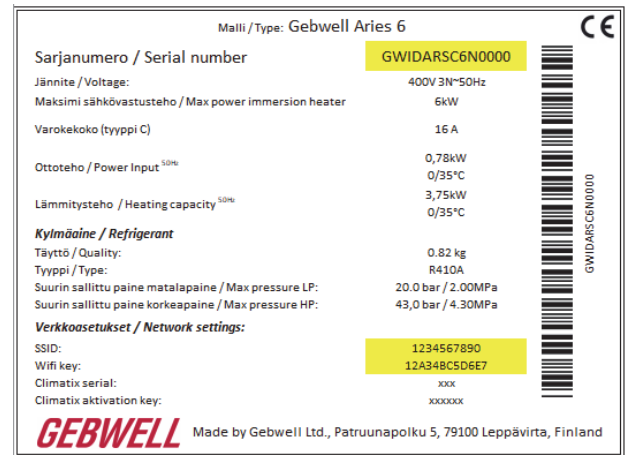 Malli/Type: Gebwell Aries 6
CE
Sarjanumero / Serial number GWIDARSC6N0000
Jännite / Voltage: 400V 3N~50Hz
Maksimi sähkövastusteho / Max power immersion heater 6kW
Varokekoko (tyyppi C) 16 A
Ottoteho / Power Input 50Hz 0,78kW
0/35°C
Lämmitysteho / Heating capacity 50Hz 3,75kW
0/35°C
Kylmäaine / Refrigerant
Täyttö / Quality: 0.82 kg
Tyyppi / Type: R410A
Suurin sallittu paine matalapaine / Max pressure LP: 20.0 bar / 2.00MPa
Suurin sallittu paine korkeapaine / Max pressure HP: 43,0 bar / 4.30MPa
Verkkoasetukset / Network settings:
SSID: 1234567890
Wifi key: 12A34BC5D6E7
Climatix serial: xxx
Climatix aktivation key: xxxxxx
GWIDARSC6N0000
GEBWELL Made by Gebwell Ltd., Patruunapolku 5, 79100 Leppävirta, Finland